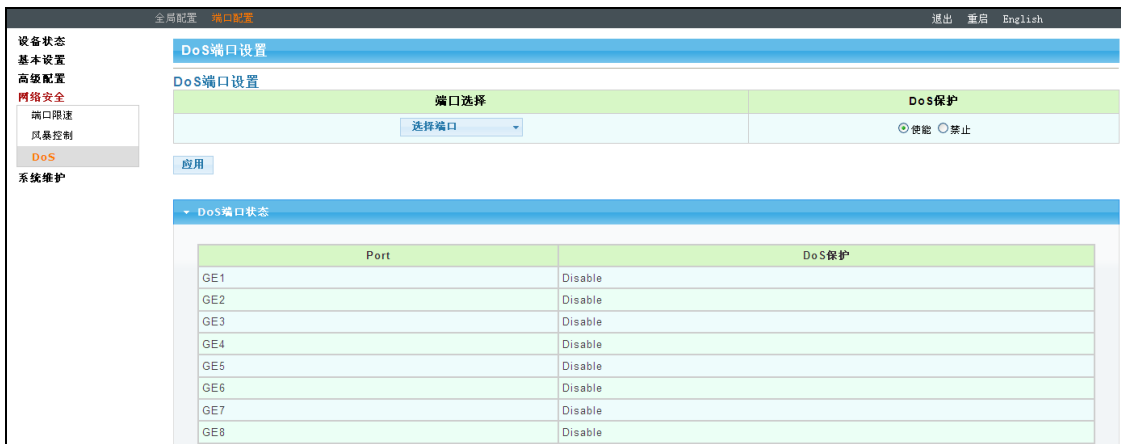 全局配置 端口配置 退出 重启 English
设备状态
基本设置
高级配置
网络安全
端口限速
风暴控制
DoS
系统维护
DoS端口设置
DoS端口设置
端口选择 DoS保护
选择端口 使能 禁止
应用
DoS端口状态
Port DoS保护
GE1 Disable
GE2 Disable
GE3 Disable
GE4 Disable
GE5 Disable
GE6 Disable
GE7 Disable
GE8 Disable